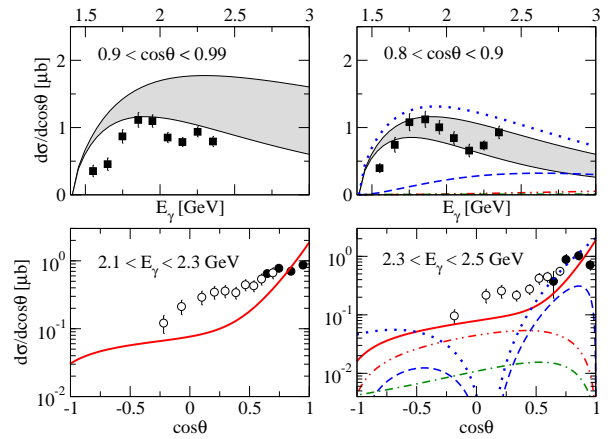 1.5 2 2.5 3 1.5 2 2.5 3
0.9 < cosθ < 0.99 0.8 < cosθ < 0.9
2
1
0
dσ/dcosθ [μb]
E_γ [GeV] E_γ [GeV]
2.1 < E_γ < 2.3 GeV 2.3 < E_γ < 2.5 GeV
10^0 10^0
10^-1 10^-1
10^-2 10^-2
dσ/dcosθ [μb]
-1 -0.5 0 0.5 1 -1 -0.5 0 0.5 1
cosθ cosθ
2
1
0